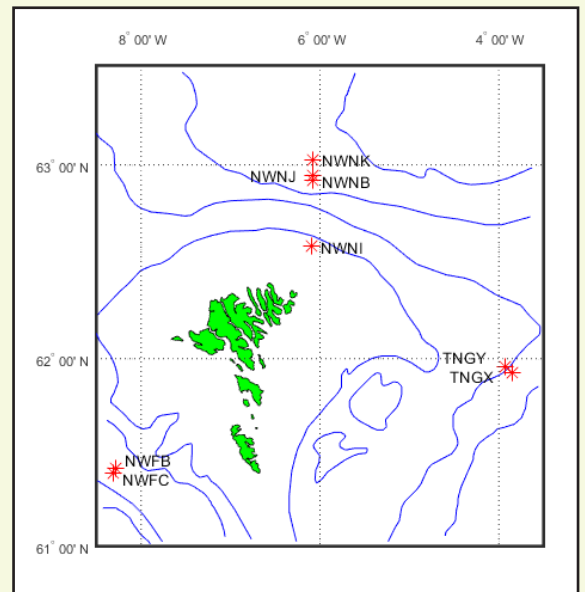 8° 00' W 6° 00' W 4° 00' W
63° 00' N
NWNK
NWNJ
NWNB
NWNI
62° 00' N
TNGY
TNGX
NWFB
NWFC
61° 00' N